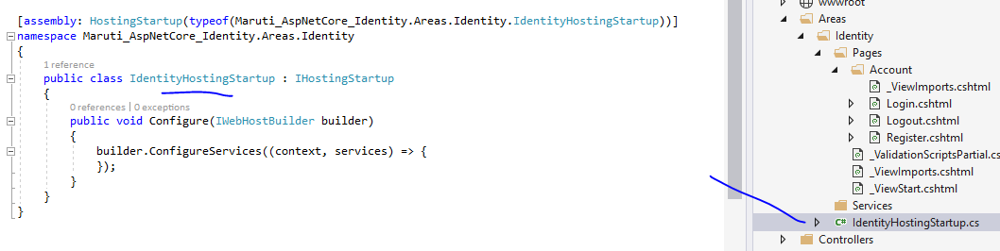 [assembly: HostingStartup(typeof(Maruti_AspNetCore_Identity.Areas.Identity.IdentityHostingStartup))]
namespace Maruti_AspNetCore_Identity.Areas.Identity
{
1 reference
public class IdentityHostingStartup : IHostingStartup
{
0 references | 0 exceptions
public void Configure(IWebHostBuilder builder)
{
builder.ConfigureServices((context, services) => {
});
}
}
}
wwwroot
Areas
Identity
Pages
Account
_ViewImports.cshtml
Login.cshtml
Logout.cshtml
Register.cshtml
_ValidationScriptsPartial.cs
_ViewImports.cshtml
_ViewStart.cshtml
Services
C# IdentityHostingStartup.cs
Controllers